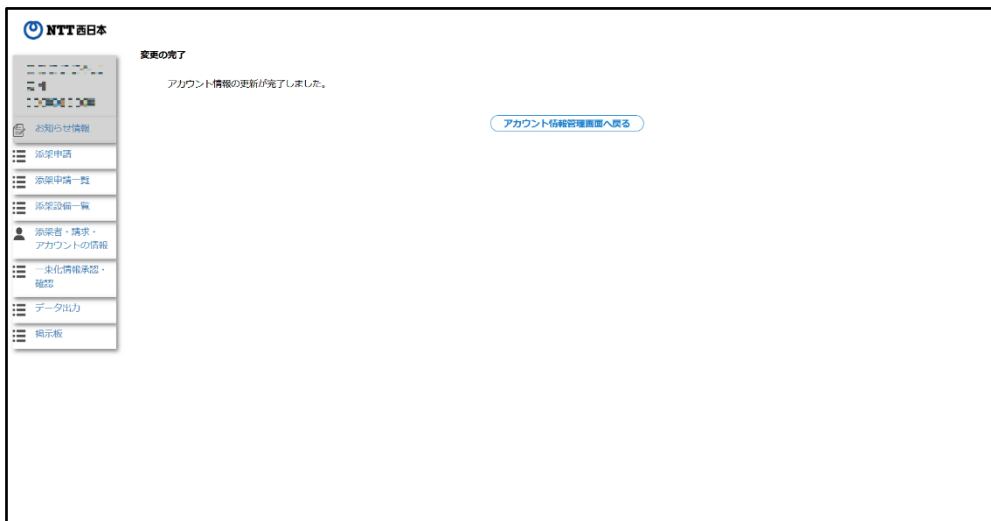 NTT西日本
変更の完了
アカウント情報の更新が完了しました。
アカウント情報管理画面へ戻る
お知らせ情報
添架申請
添架申請一覧
添架設備一覧
添架者・請求・
アカウントの情報
一束化情報承認・
確認
データ出力
掲示板